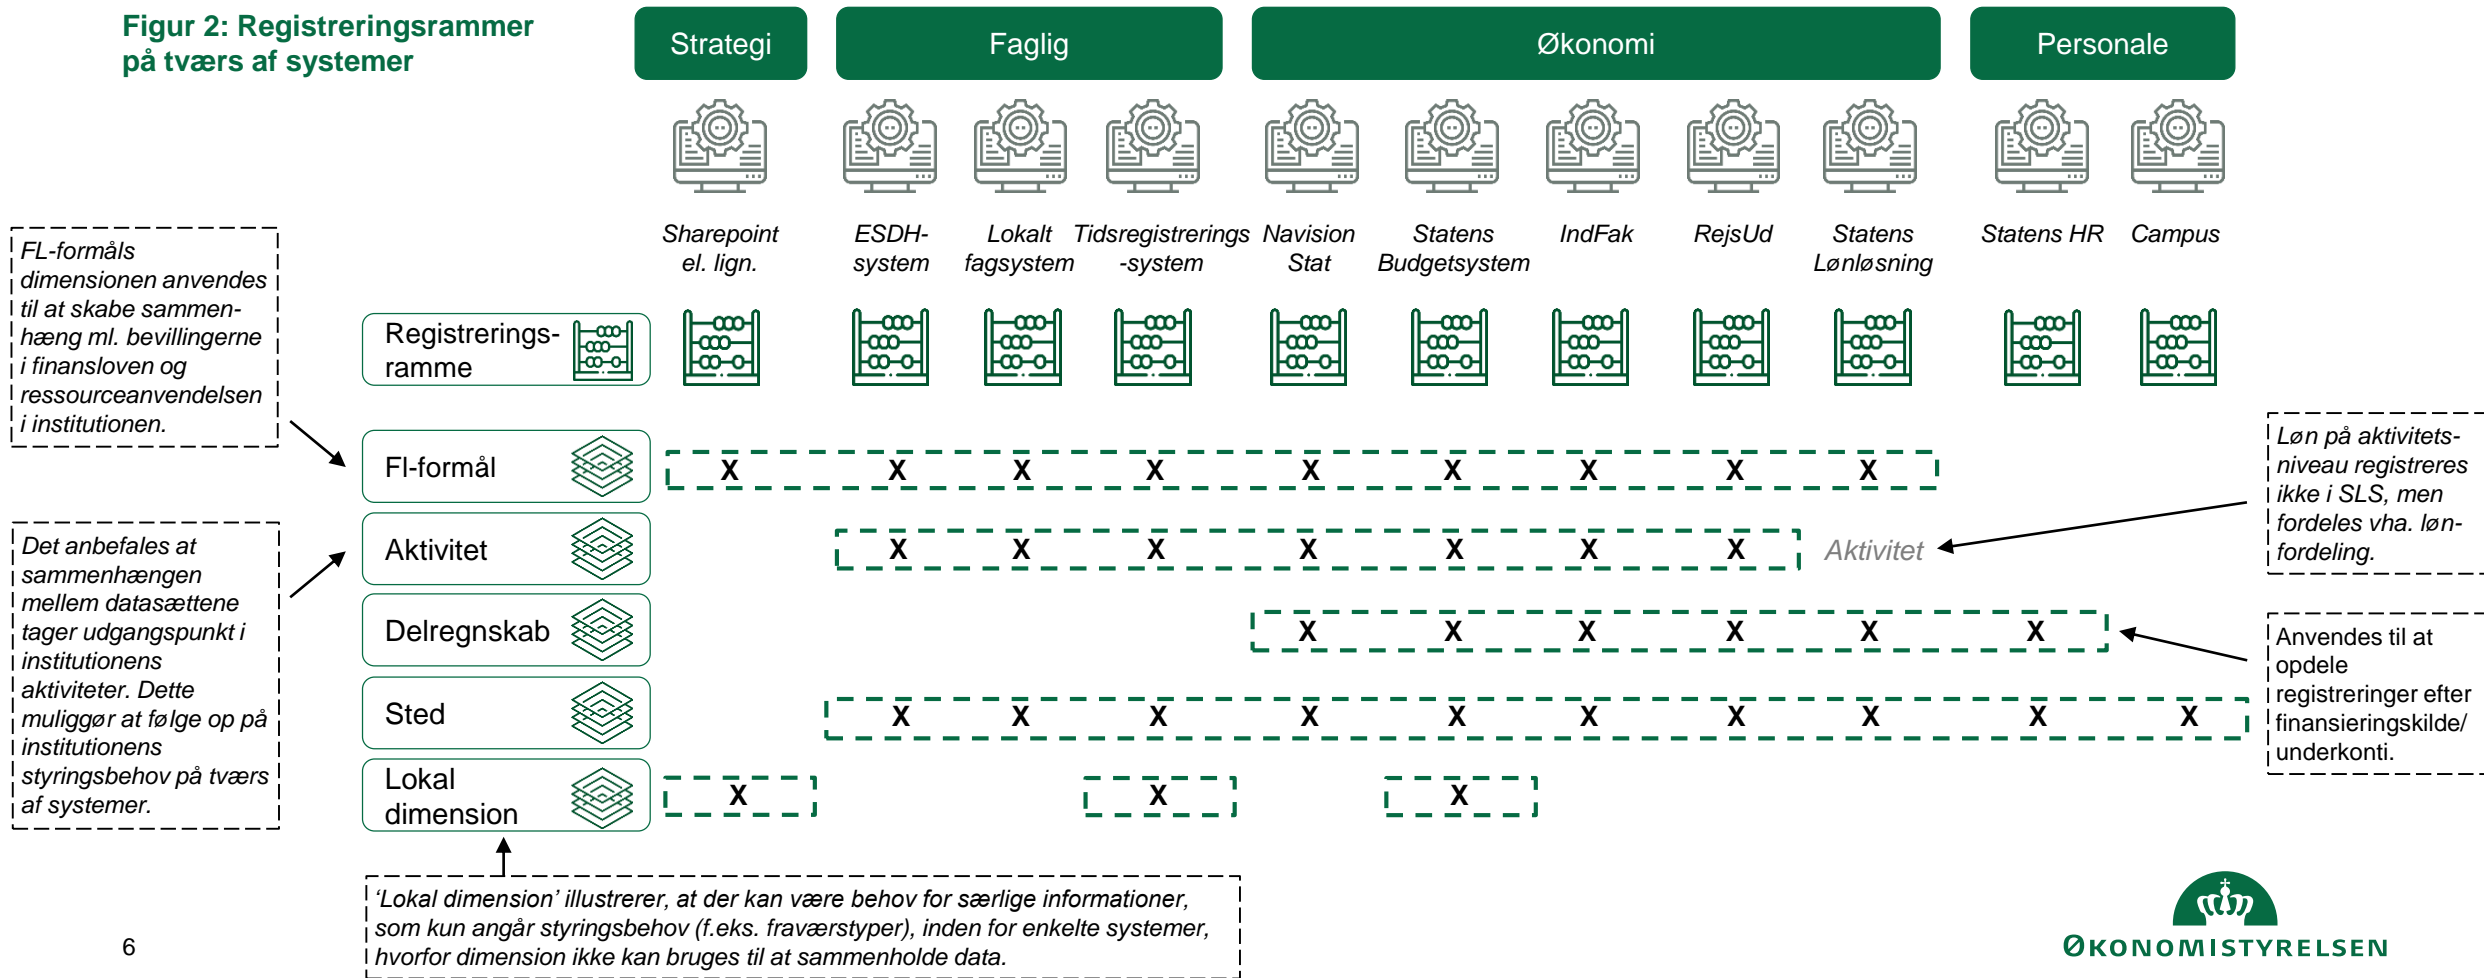 Figur 2: Registreringsrammer
på tværs af systemer
Strategi
Faglig
Økonomi
Personale
Sharepoint
el. lign.
ESDH-
system
Lokalt
fagsystem
Tidsregistrerings
-system
Navision
Stat
Statens
Budgetsystem
IndFak
RejsUd
Statens
Lønløsning
Statens HR
Campus
FL-formåls
dimensionen anvendes
til at skabe sammen-
hæng ml. bevillingerne
i finansloven og
ressourceanvendelsen
i institutionen.
Registrerings-
ramme
Fl-formål
X X X X X X X X X
Løn på aktivitets-
niveau registreres
ikke i SLS, men
fordeles vha. løn-
fordeling.
Det anbefales at
sammenhængen
mellem datasættene
tager udgangspunkt i
institutionens
aktiviteter. Dette
muliggør at følge op på
institutionens
styringsbehov på tværs
af systemer.
Aktivitet
X X X X X X X Aktivitet
Delregnskab
X X X X X X
Anvendes til at
opdele
registreringer efter
finansieringskilde/
underkonti.
Sted
X X X X X X X X X X
Lokal
dimension
X X X
'Lokal dimension' illustrerer, at der kan være behov for særlige informationer,
som kun angår styringsbehov (f.eks. fraværstyper), inden for enkelte systemer,
hvorfor dimension ikke kan bruges til at sammenholde data.
6
ØKONOMISTYRELSEN